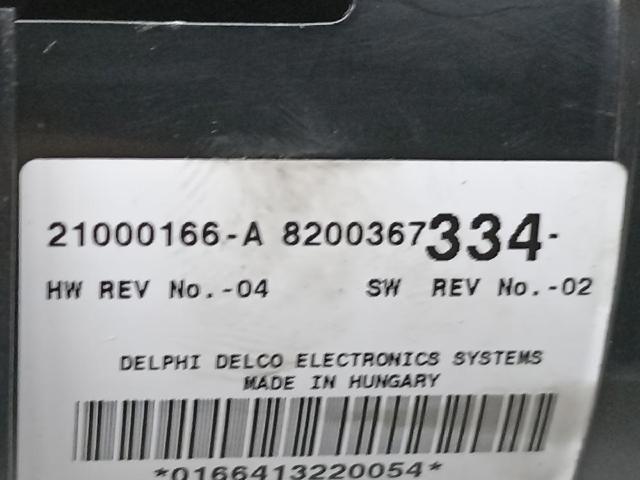 21000166-A 8200367334-
HW REV No.-04 SW REV No.-02
DELPHI DELCO ELECTRONICS SYSTEMS
MADE IN HUNGARY
*0166413220054*